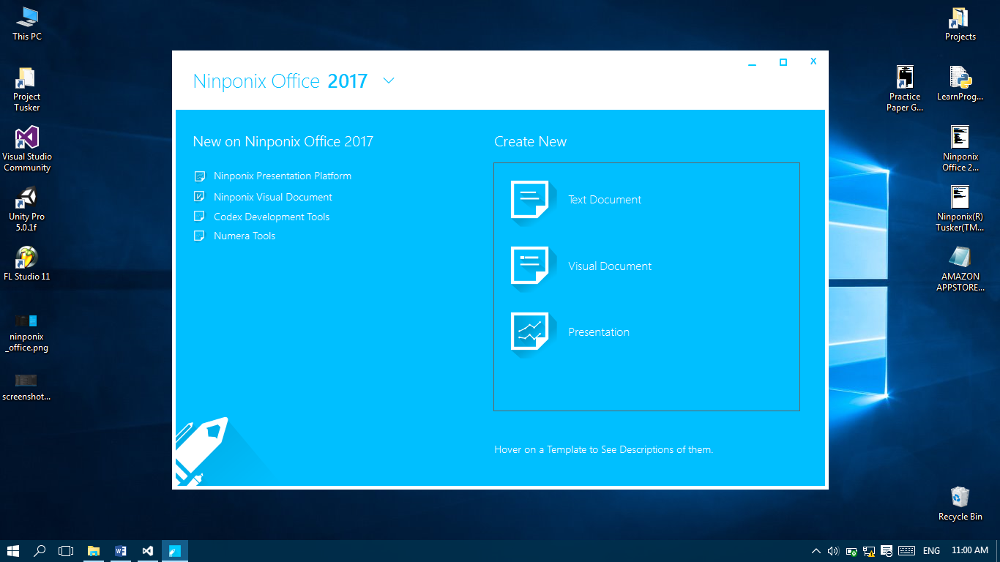 This PC
Project
Tusker
Visual Studio
Community
Unity Pro
5.0.1f
FL Studio 11
ninponix
_office.png
screenshot...
Ninponix Office 2017
New on Ninponix Office 2017
Ninponix Presentation Platform
Ninponix Visual Document
Codex Development Tools
Numera Tools
Create New
Text Document
Visual Document
Presentation
Hover on a Template to See Descriptions of them.
Projects
Practice
Paper G...
LearnProg...
Ninponix
Office 2...
Ninponix(R)
Tusker(TM...
AMAZON
APPSTORE...
Recycle Bin
ENG
11:00 AM